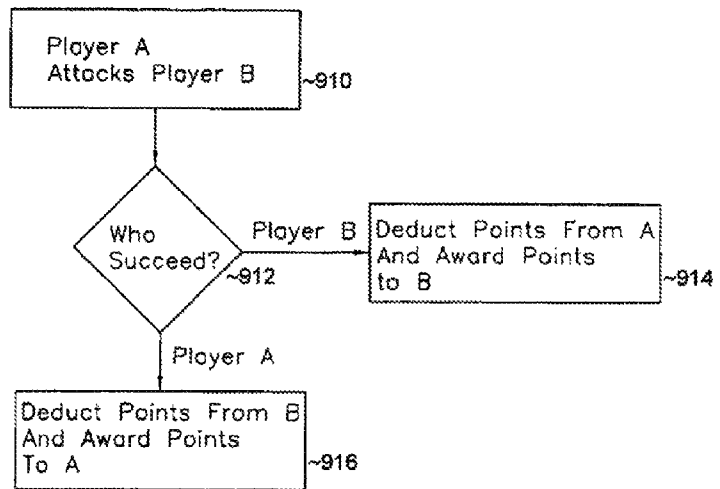 Player A
Attacks Player B
~910
Who
Succeed?
~912
Player B
Deduct Points From A
And Award Points
to B
~914
Player A
Deduct Points From B
And Award Points
To A
~916